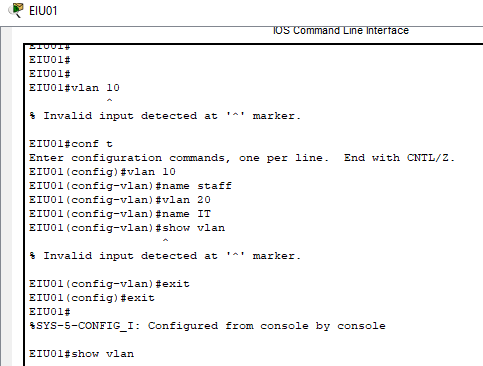 EIU01
IOS Command Line Interface
EIU01#
EIU01#
EIU01#
EIU01#vlan 10
^
% Invalid input detected at '^' marker.
EIU01#conf t
Enter configuration commands, one per line.  End with CNTL/Z.
EIU01(config)#vlan 10
EIU01(config-vlan)#name staff
EIU01(config-vlan)#vlan 20
EIU01(config-vlan)#name IT
EIU01(config-vlan)#show vlan
^
% Invalid input detected at '^' marker.
EIU01(config-vlan)#exit
EIU01(config)#exit
EIU01#
%SYS-5-CONFIG_I: Configured from console by console
EIU01#show vlan